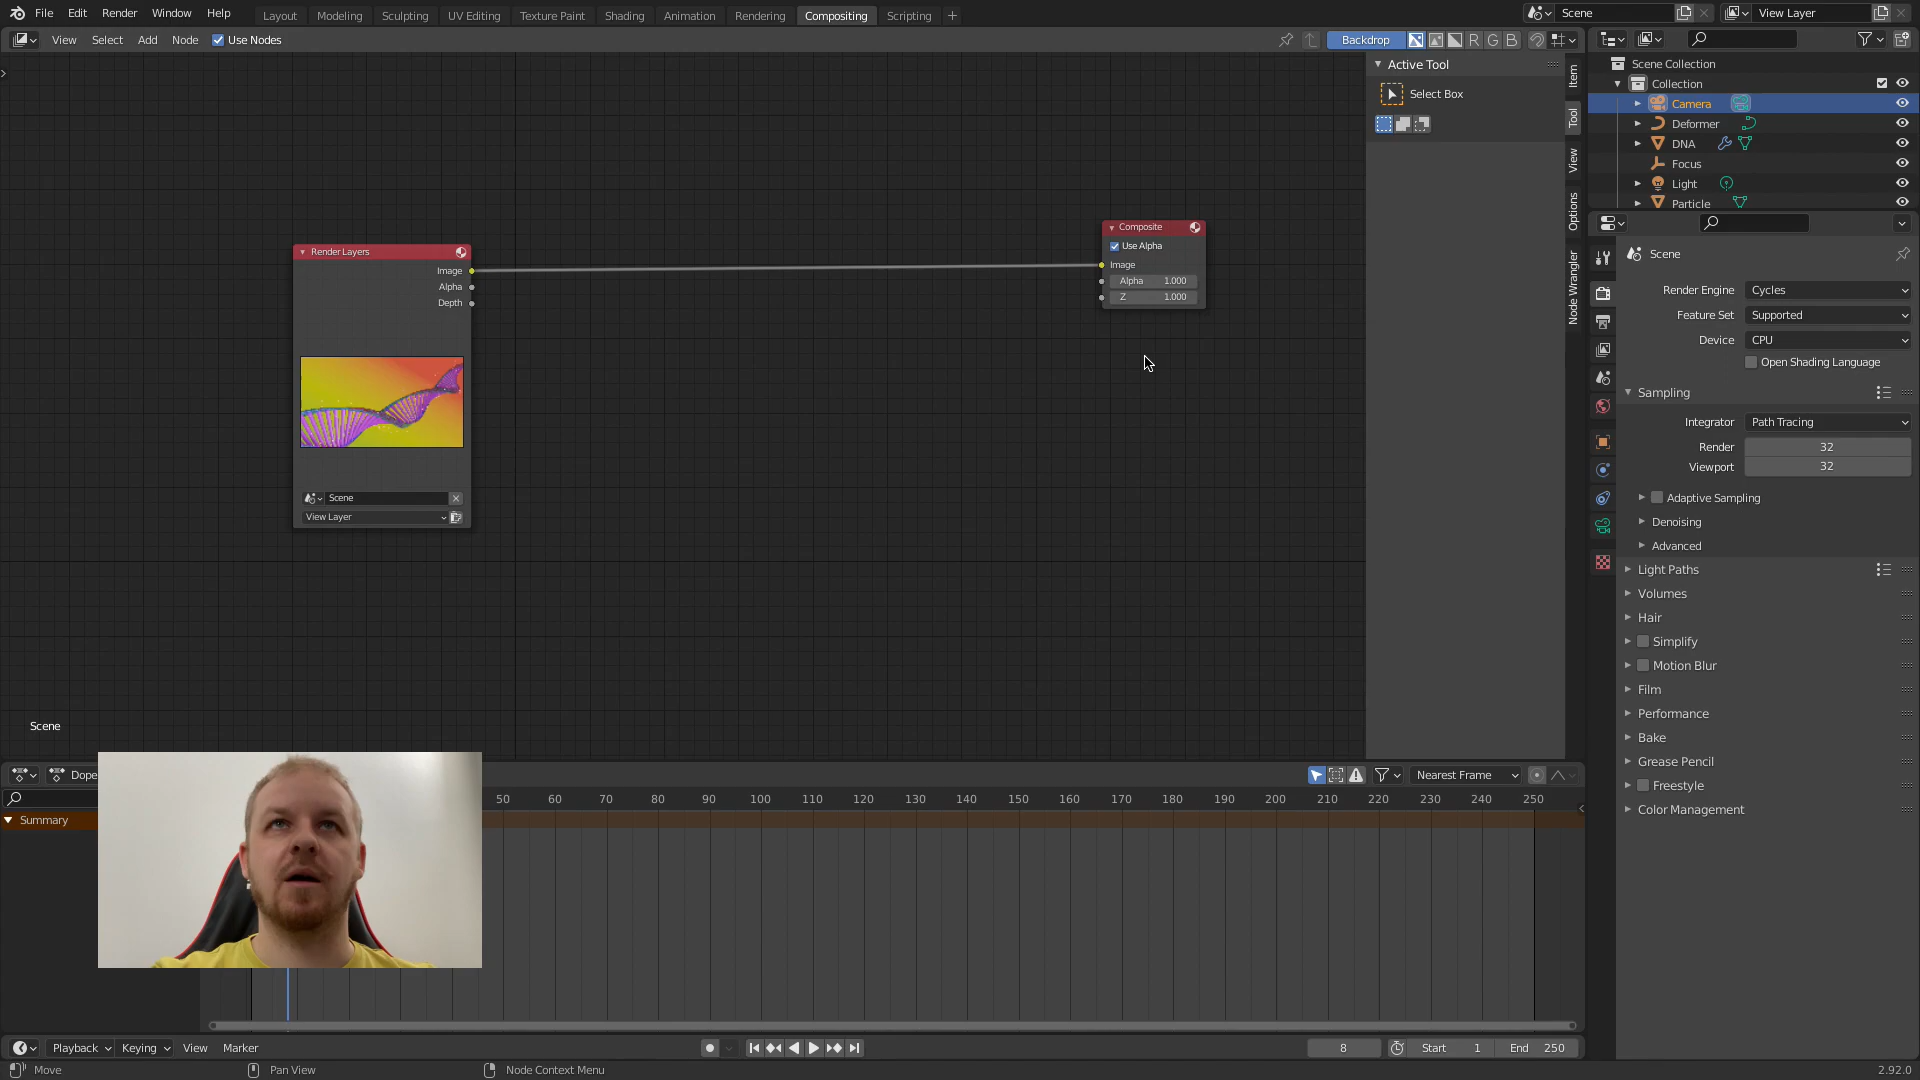 File Edit Render Window Help
Layout Modeling Sculpting UV Editing Texture Paint Shading Animation Rendering Compositing Scripting +
Scene
View Layer
View Select Add Node Use Nodes
Backdrop R G B
Active Tool
Select Box
Item
Tool
View
Options
Node Wrangler
Scene Collection
Collection
Camera
Deformer
DNA
Focus
Light
Particle
Render Layers
Image
Alpha
Depth
Scene
View Layer
Composite
Use Alpha
Image
Alpha 1.000
Z 1.000
Scene
Scene
Render Engine Cycles
Feature Set Supported
Device CPU
Open Shading Language
Sampling
Integrator Path Tracing
Render 32
Viewport 32
Adaptive Sampling
Denoising
Advanced
Light Paths
Volumes
Hair
Simplify
Motion Blur
Film
Performance
Bake
Grease Pencil
Freestyle
Color Management
Dope
Nearest Frame
50 60 70 80 90 100 110 120 130 140 150 160 170 180 190 200 210 220 230 240 250
Summary
Playback Keying View Marker
8 Start 1 End 250
Move Pan View Node Context Menu 2.92.0